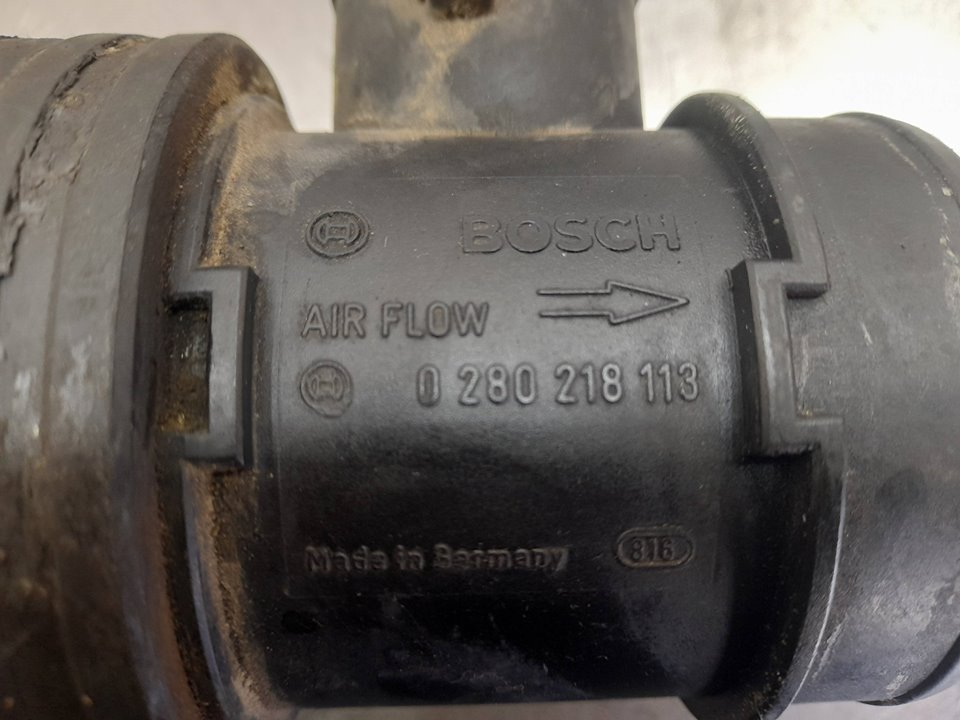 BOSCH
AIR FLOW
0 280 218 113
Made in Germany 816